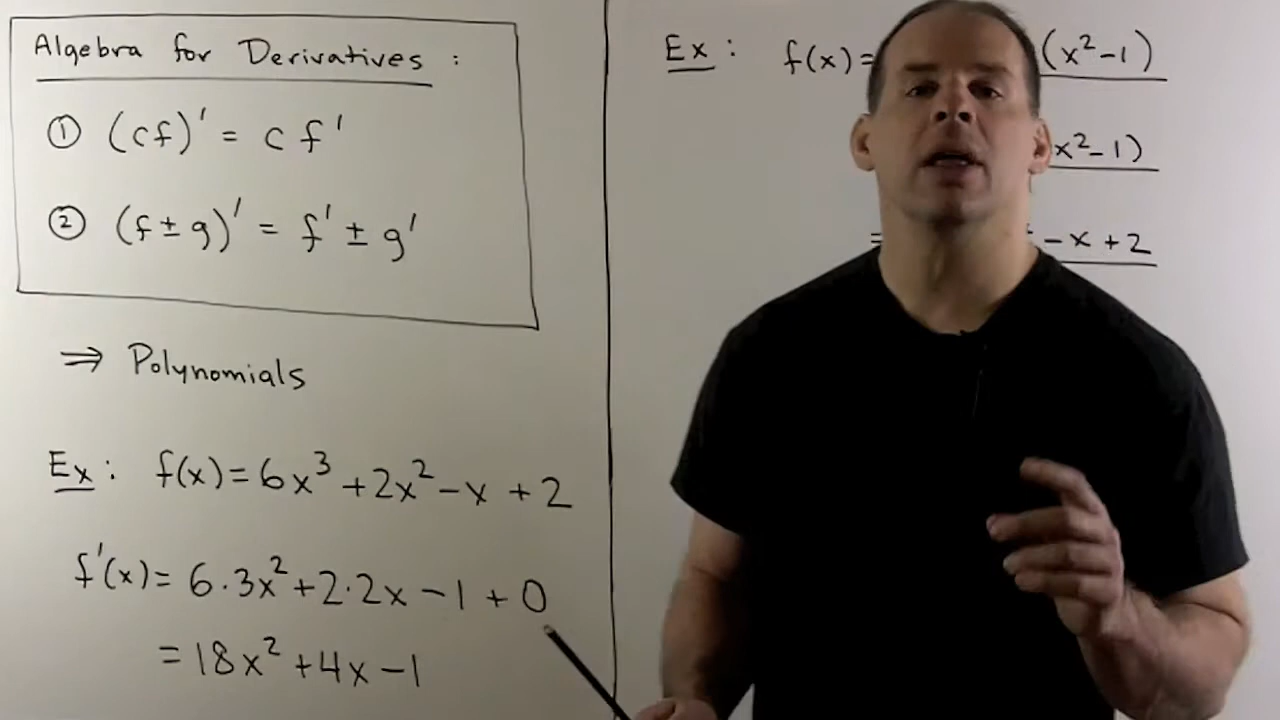 Algebra for Derivatives :
① (cf)' = c f'
② (f ± g)' = f' ± g'
⇒ Polynomials
Ex : f(x) = 6x³ + 2x² - x + 2
f'(x) = 6·3x² + 2·2x - 1 + 0
= 18x² + 4x - 1
Ex : f(x) = (x² - 1)
x² - 1)
= - x + 2